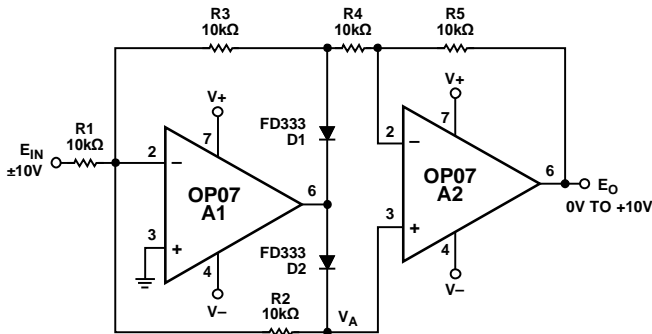 R3
10kΩ
R4
10kΩ
R5
10kΩ
V+
V+
R1
10kΩ
E_IN
±10V
FD333
D1
7
7
2
−
2
−
OP07
A1
6
OP07
A2
6
E_O
0V TO +10V
3
+
3
+
FD333
D2
4
4
V−
V−
R2
10kΩ
V_A